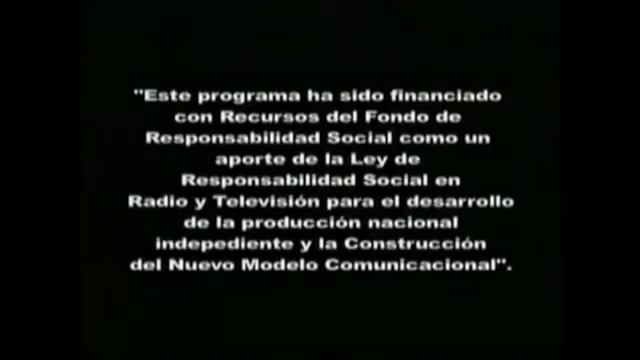 "Este programa ha sido financiado
con Recursos del Fondo de
Responsabilidad Social como un
aporte de la Ley de
Responsabilidad Social en
Radio y Televisión para el desarrollo
de la producción nacional
indepediente y la Construcción
del Nuevo Modelo Comunicacional".